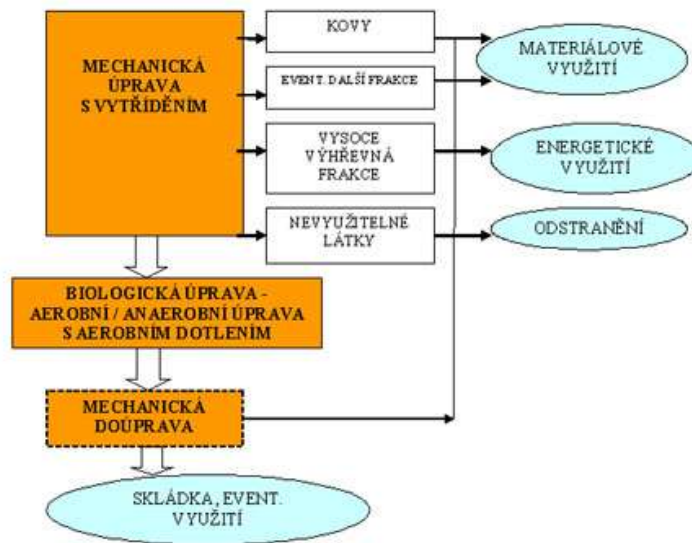 MECHANICKÁ
ÚPRAVA
S VYTŘÍDĚNÍM
KOVY
EVENT. DALŠÍ FRAKCE
VYSOCE
VÝHŘEVNÁ
FRAKCE
NEVYUŽITELNÉ
LÁTKY
MATERIÁLOVÉ
VYUŽITÍ
ENERGETICKÉ
VYUŽITÍ
ODSTRANĚNÍ
BIOLOGICKÁ ÚPRAVA -
AEROBNÍ / ANAEROBNÍ ÚPRAVA
S AEROBNÍM DOTLENÍM
MECHANICKÁ
DOÚPRAVA
SKLÁDKA, EVENT.
VYUŽITÍ